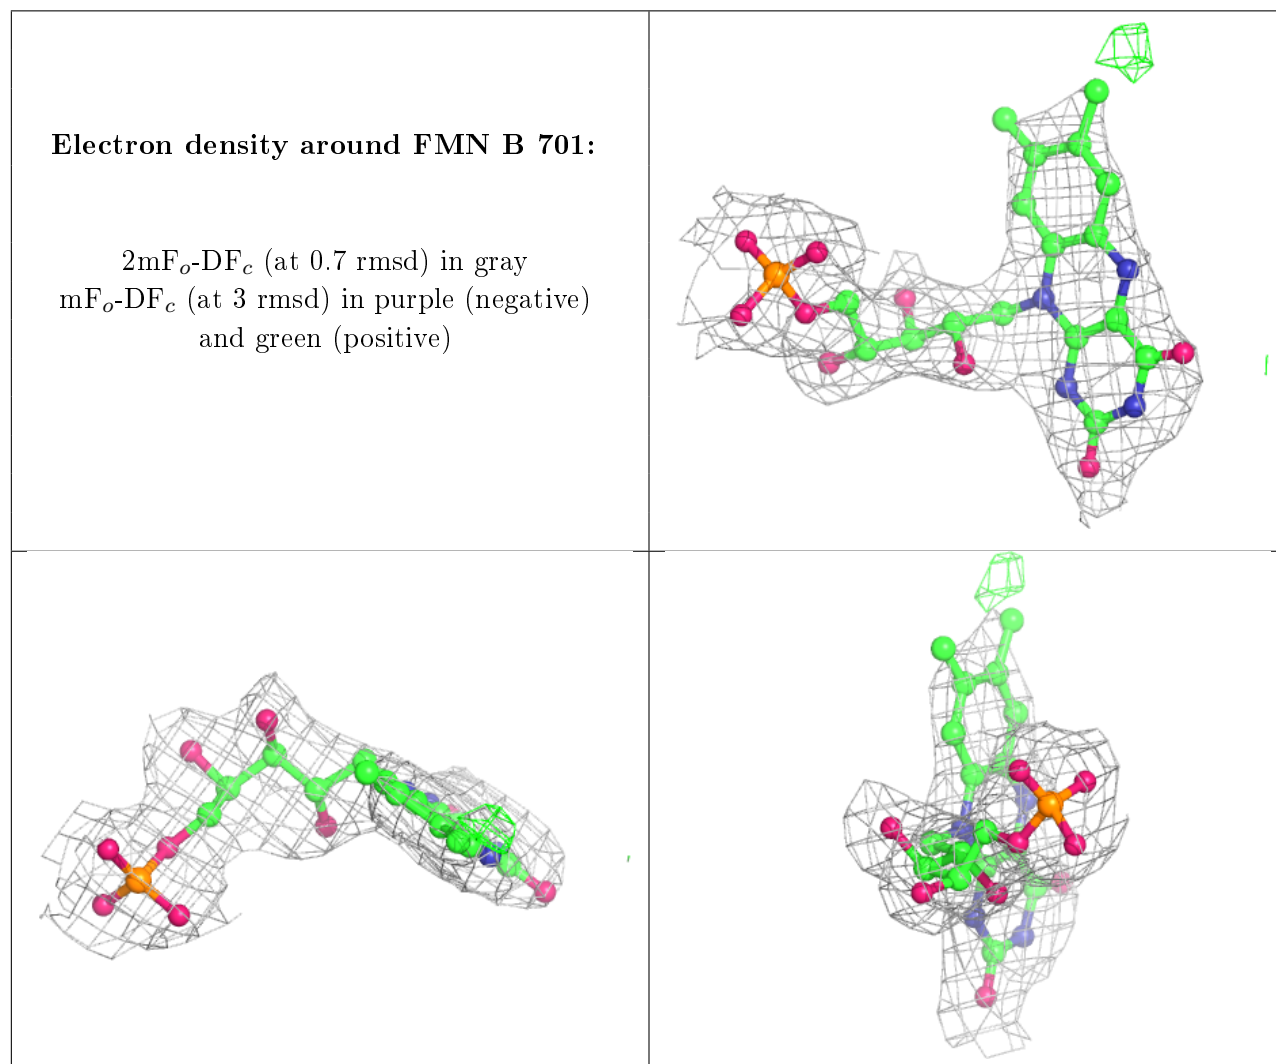 Electron density around FMN B 701:
2mFo-DFc (at 0.7 rmsd) in gray
mFo-DFc (at 3 rmsd) in purple (negative)
and green (positive)